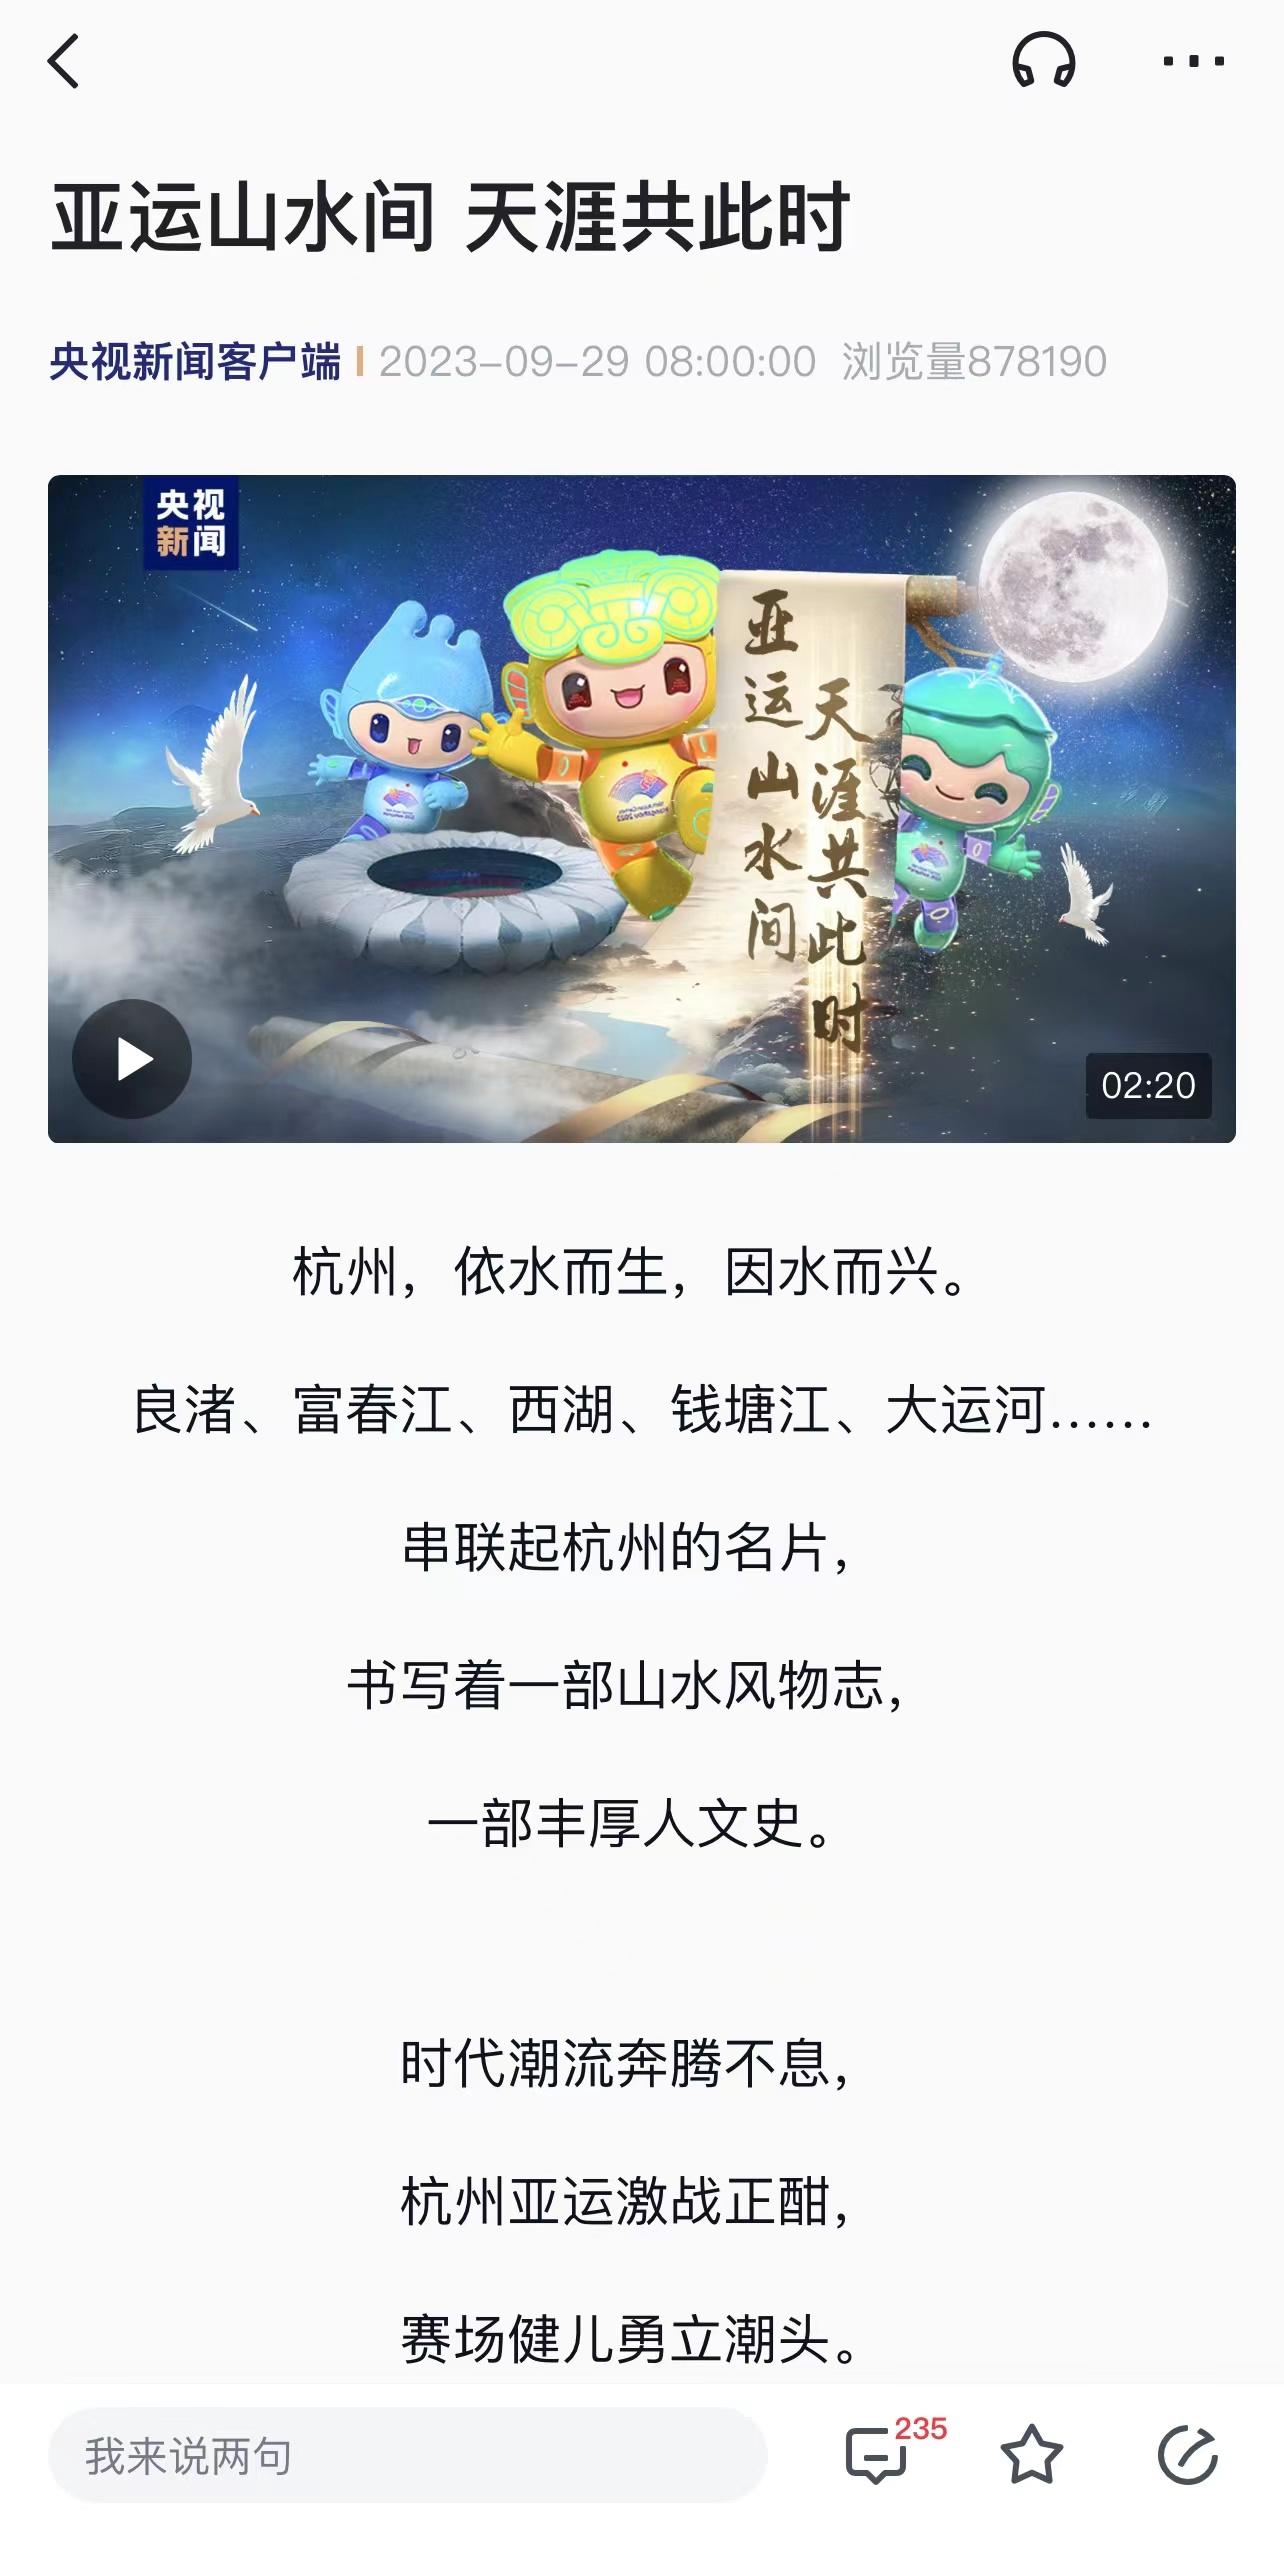 亚运山水间 天涯共此时
央视新闻客户端 2023-09-29 08:00:00 浏览量878190
央视
新闻
亚运山水间
天涯共此时
02:20
杭州，依水而生，因水而兴。
良渚、富春江、西湖、钱塘江、大运河……
串联起杭州的名片，
书写着一部山水风物志，
一部丰厚人文史。
时代潮流奔腾不息，
杭州亚运激战正酣，
赛场健儿勇立潮头。
我来说两句
235